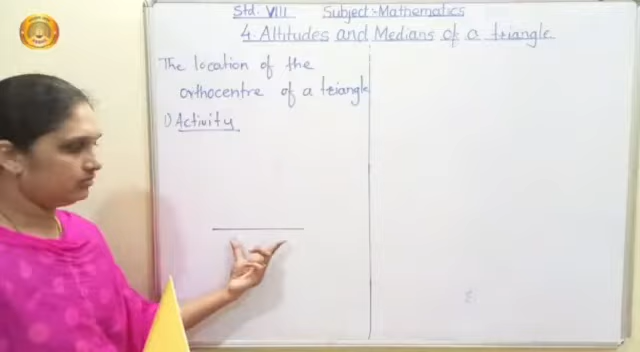 Std. VIII Subject:- Mathematics
4. Altitudes and Medians of a triangle
The location of the
orthocentre of a triangle
1) Activity